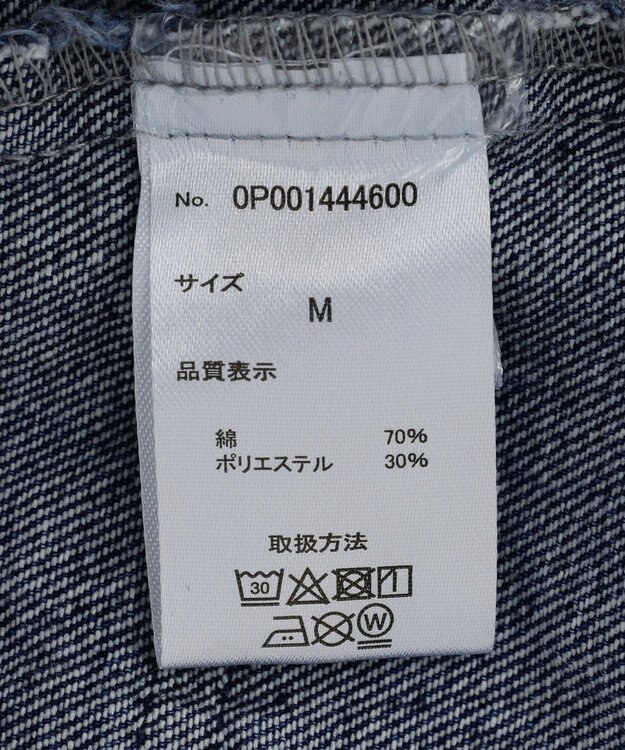 No. 0P001444600
サイズ
M
品質表示
綿 70%
ポリエステル 30%
取扱方法
30
W